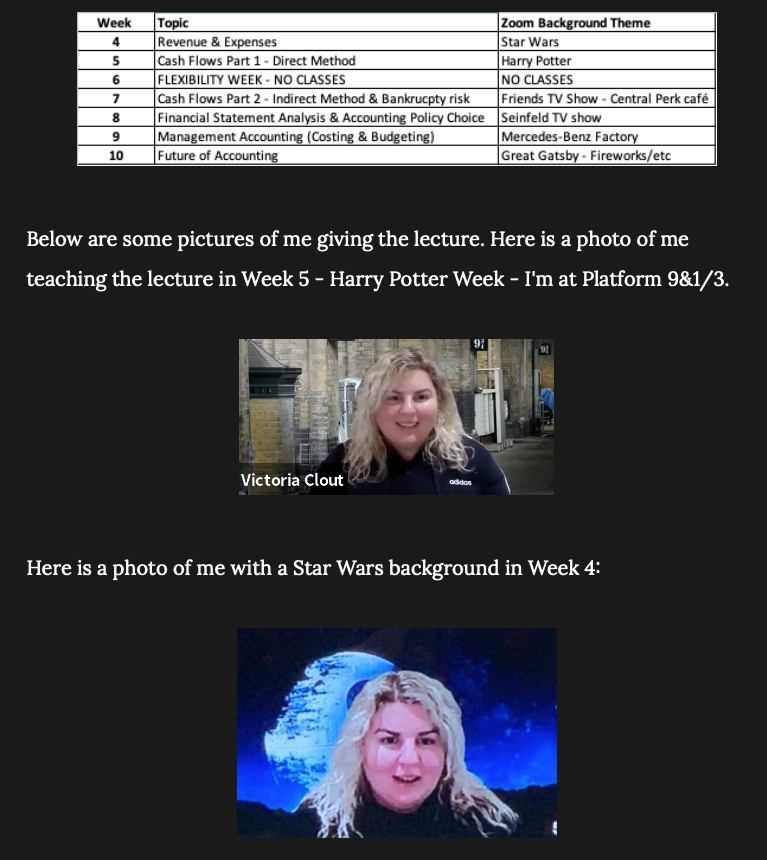 Week Topic Zoom Background Theme
4 Revenue & Expenses Star Wars
5 Cash Flows Part 1 - Direct Method Harry Potter
6 FLEXIBILITY WEEK - NO CLASSES NO CLASSES
7 Cash Flows Part 2 - Indirect Method & Bankrucpty risk Friends TV Show - Central Perk café
8 Financial Statement Analysis & Accounting Policy Choice Seinfeld TV show
9 Management Accounting (Costing & Budgeting) Mercedes-Benz Factory
10 Future of Accounting Great Gatsby - Fireworks/etc
Below are some pictures of me giving the lecture. Here is a photo of me
teaching the lecture in Week 5 - Harry Potter Week - I'm at Platform 9&1/3.
Victoria Clout
adidas
Here is a photo of me with a Star Wars background in Week 4: